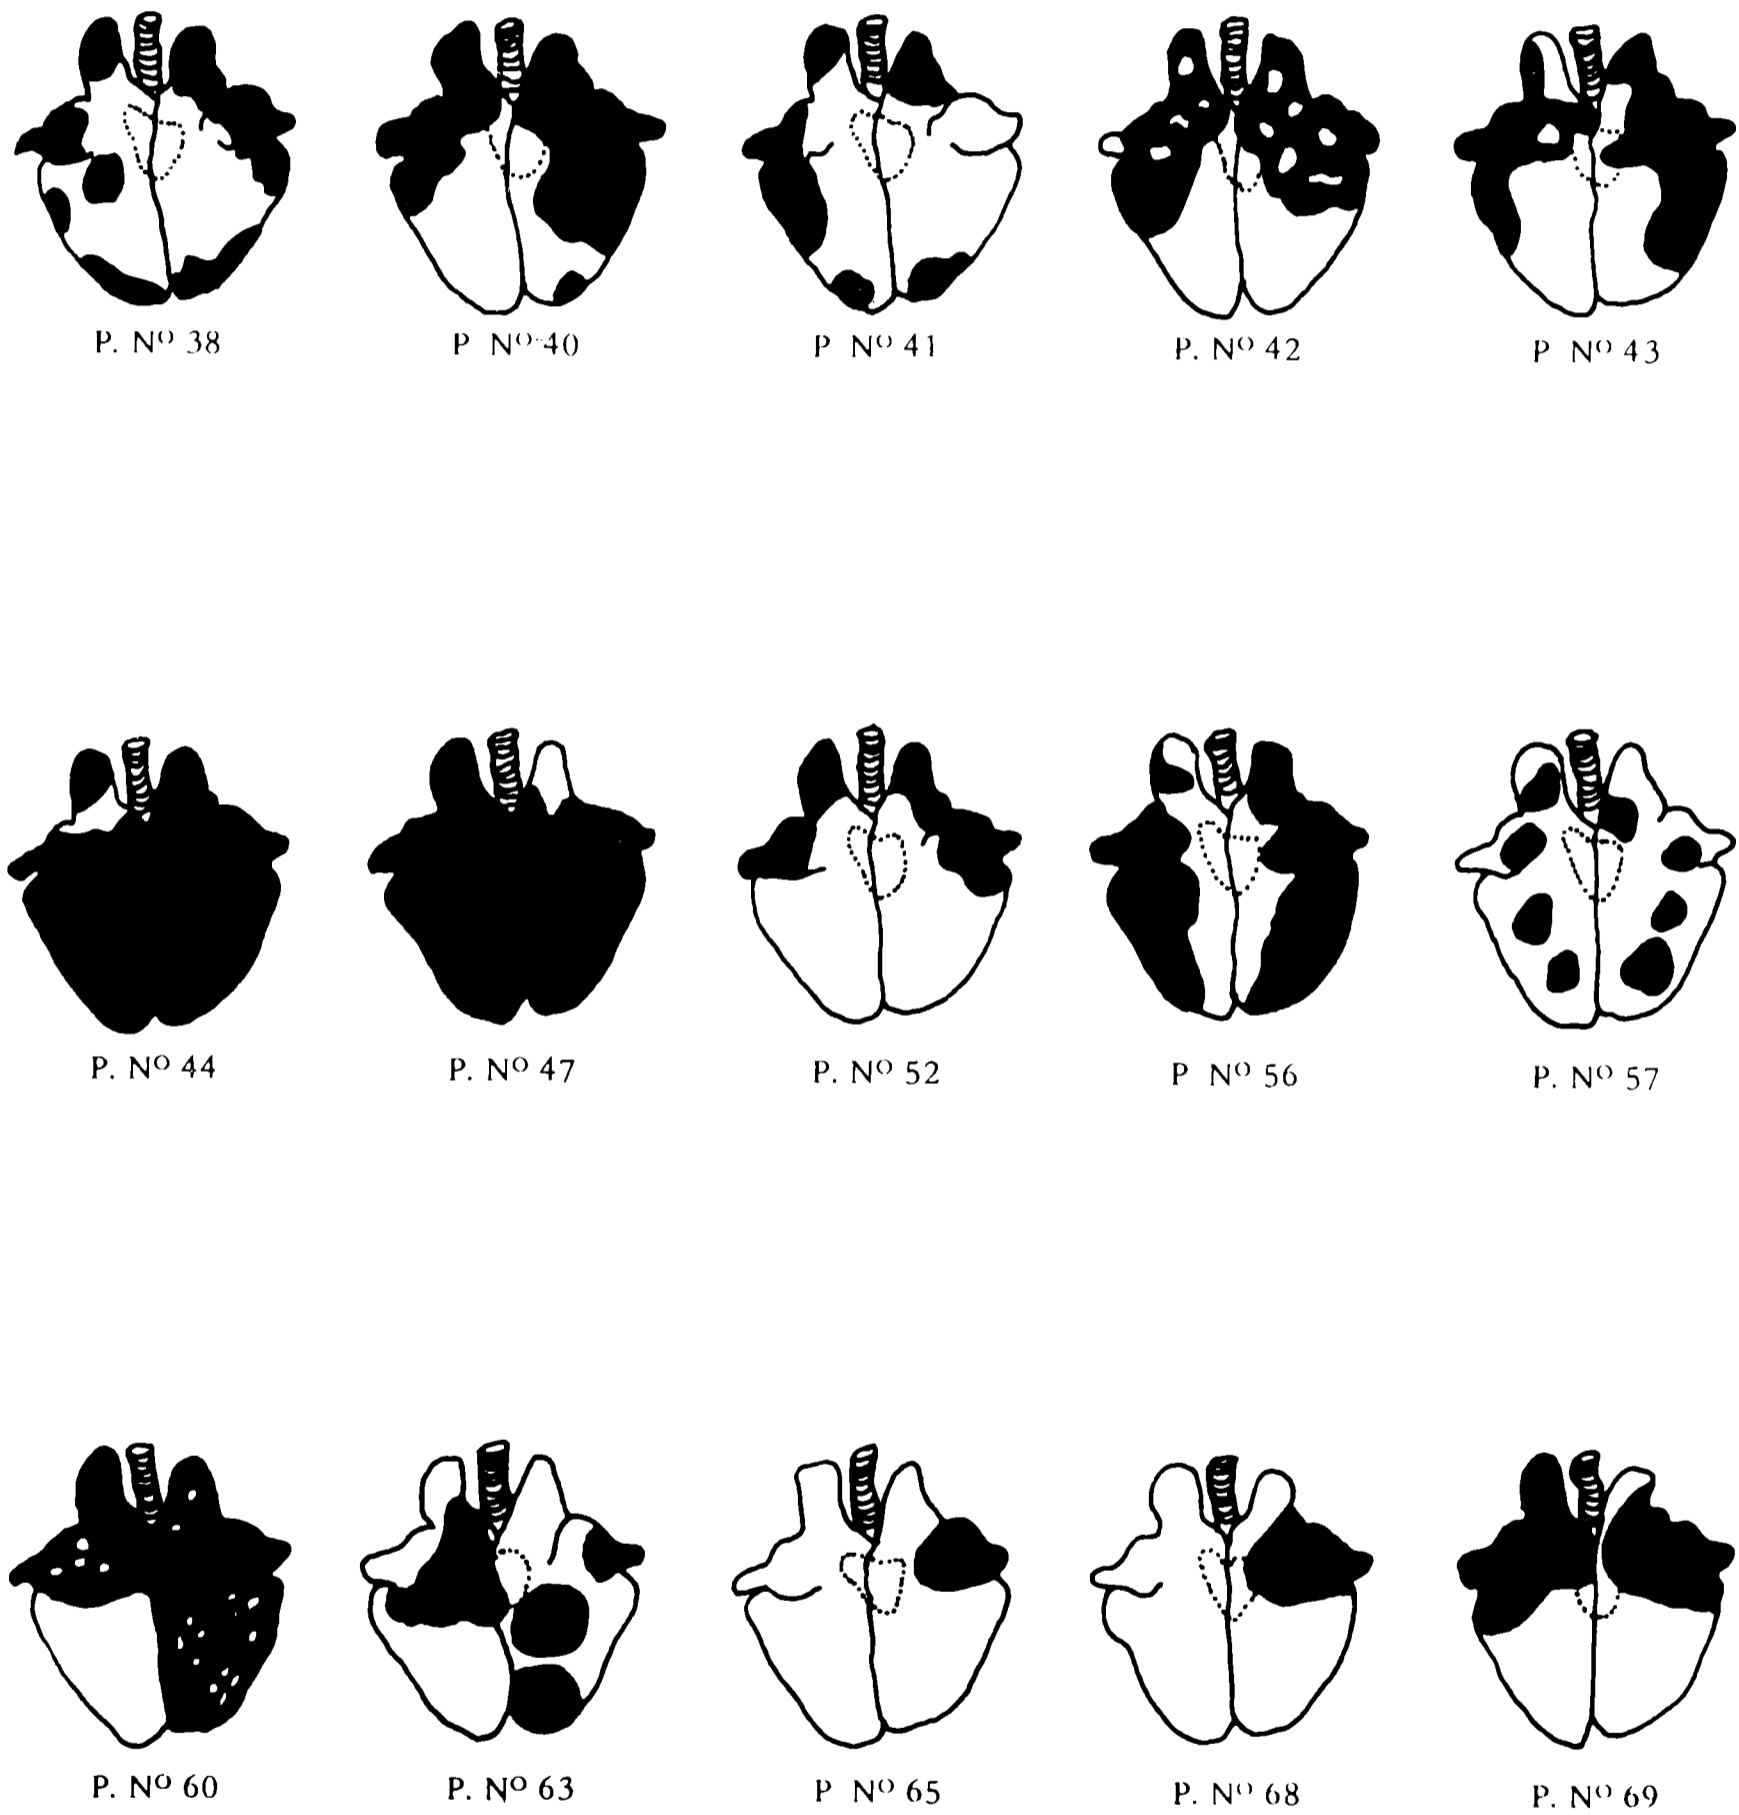 P. Nº 38
P Nº 40
P Nº 41
P. Nº 42
P Nº 43
P. Nº 44
P. Nº 47
P. Nº 52
P Nº 56
P. Nº 57
P. Nº 60
P. Nº 63
P Nº 65
P. Nº 68
P. Nº 69